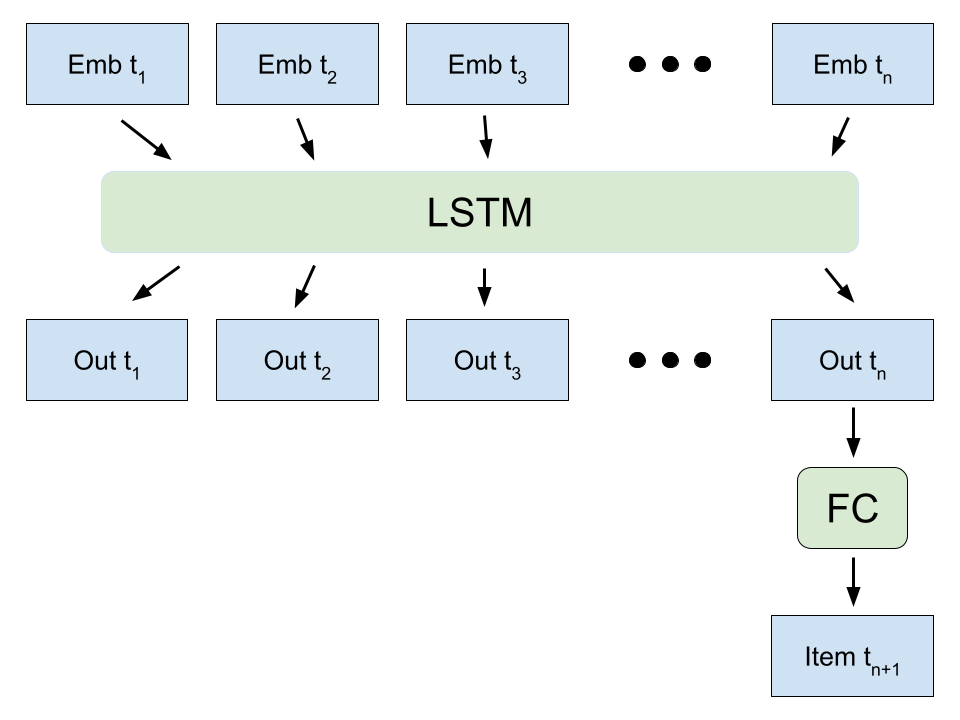 Emb t₁ Emb t₂ Emb t₃ Emb tₙ
LSTM
Out t₁ Out t₂ Out t₃ Out tₙ
FC
Item tₙ₊₁